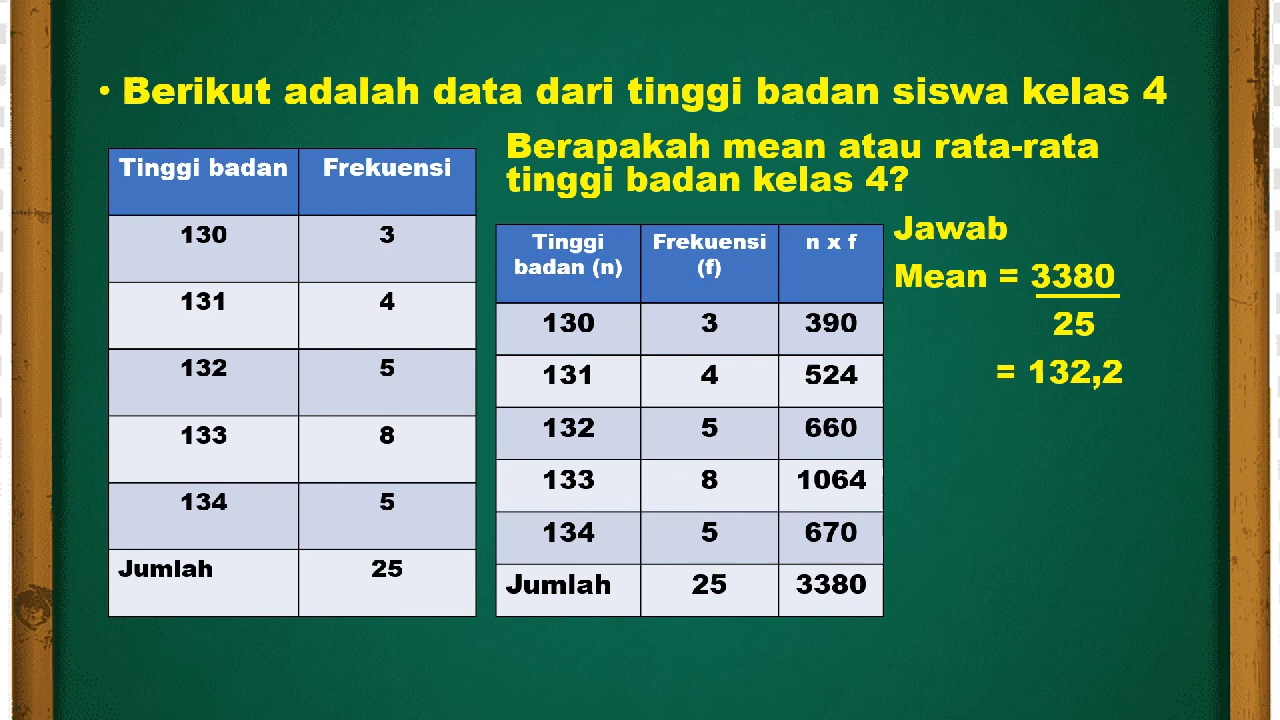 • Berikut adalah data dari tinggi badan siswa kelas 4
Tinggi badan Frekuensi
130 3
131 4
132 5
133 8
134 5
Jumlah 25
Berapakah mean atau rata-rata
tinggi badan kelas 4?
Tinggi badan (n) Frekuensi (f) n x f
130 3 390
131 4 524
132 5 660
133 8 1064
134 5 670
Jumlah 25 3380
Jawab
Mean = 3380
25
= 132,2